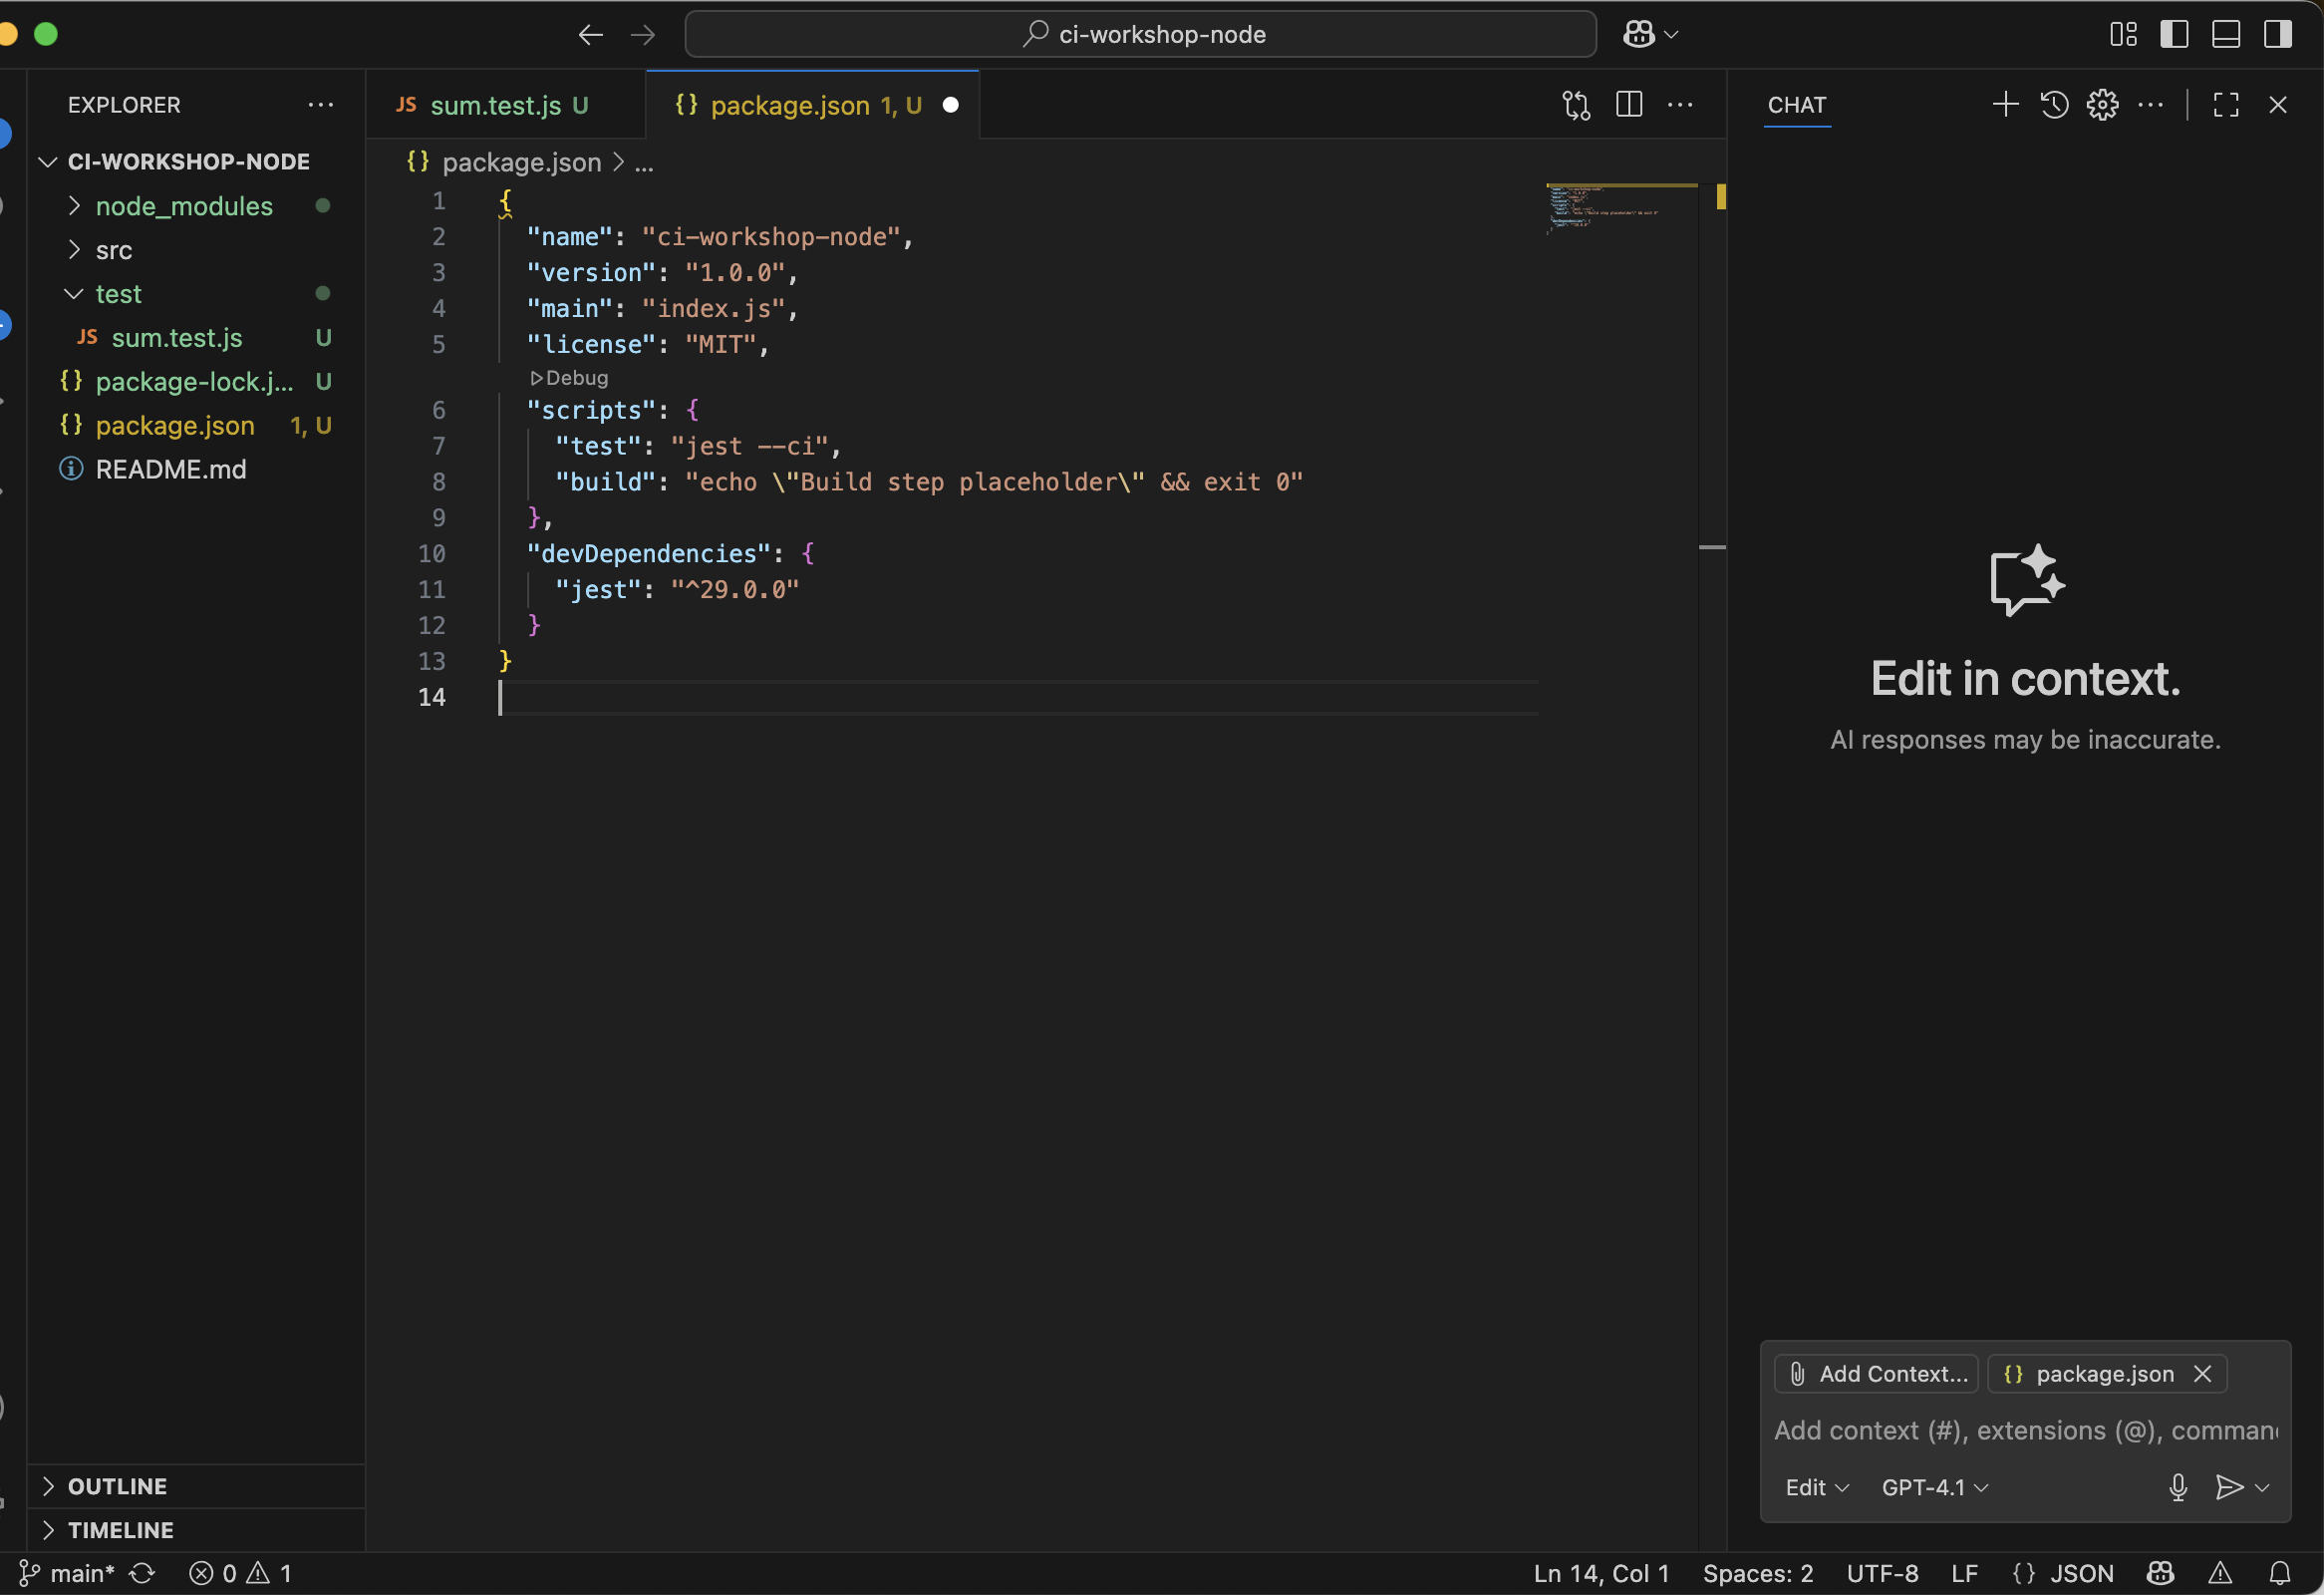 ci-workshop-node
EXPLORER
CI-WORKSHOP-NODE
node_modules
src
test
JS sum.test.js U
{} package-lock.j... U
{} package.json 1, U
README.md
OUTLINE
TIMELINE
JS sum.test.js U
{} package.json 1, U
{} package.json > ...
1 {
2 "name": "ci-workshop-node",
3 "version": "1.0.0",
4 "main": "index.js",
5 "license": "MIT",
Debug
6 "scripts": {
7 "test": "jest --ci",
8 "build": "echo \"Build step placeholder\" && exit 0"
9 },
10 "devDependencies": {
11 "jest": "^29.0.0"
12 }
13 }
14
CHAT
Edit in context.
AI responses may be inaccurate.
Add Context...
{} package.json
Add context (#), extensions (@), comman
Edit
GPT-4.1
main* 0 1
Ln 14, Col 1 Spaces: 2 UTF-8 LF {} JSON